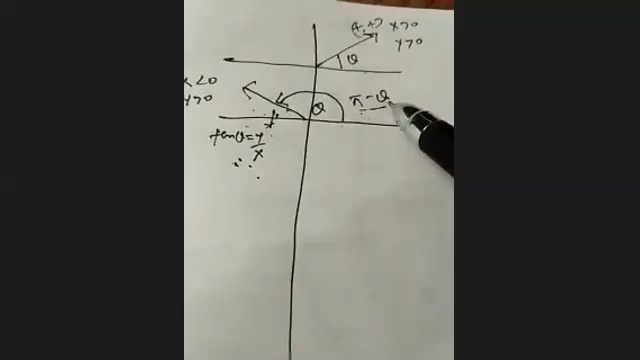 (+,+) x>0
y>0
θ
x<0
y>0
θ
π-θ
tanθ=y/x
∴